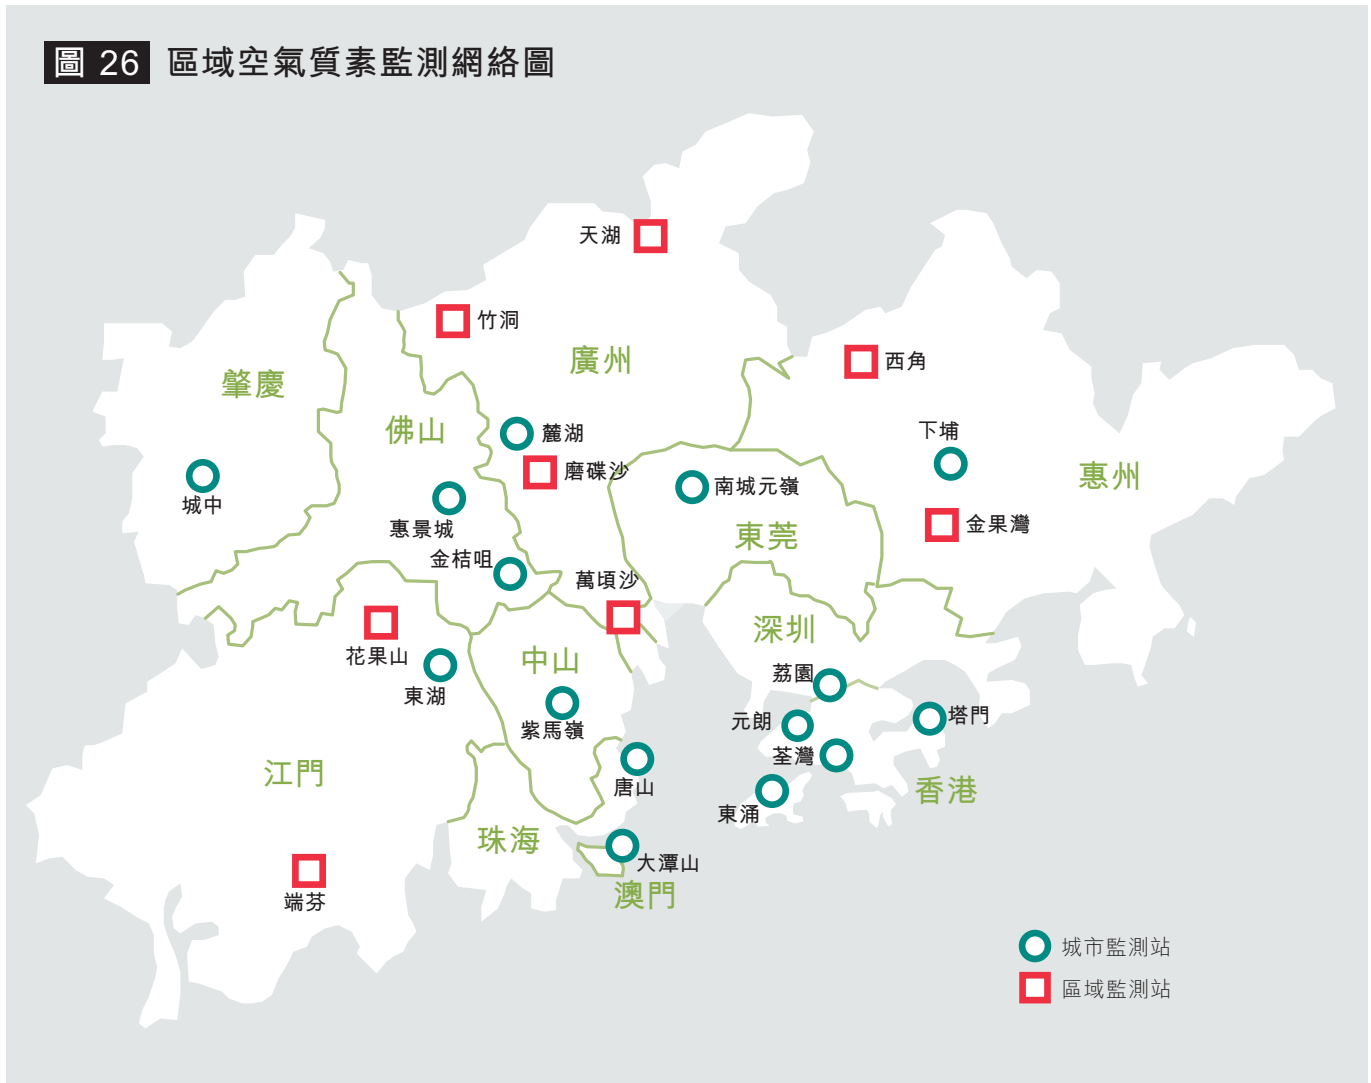 圖 26 區域空氣質素監測網絡圖
天湖
竹洞
廣州
西角
肇慶
佛山
麓湖
下埔
磨碟沙
惠州
城中
南城元嶺
惠景城
金果灣
東莞
金桔咀
萬頃沙
深圳
花果山
中山
荔園
東湖
元朗
塔門
紫馬嶺
荃灣
江門
唐山
香港
東涌
珠海
大潭山
澳門
端芬
城市監測站
區域監測站